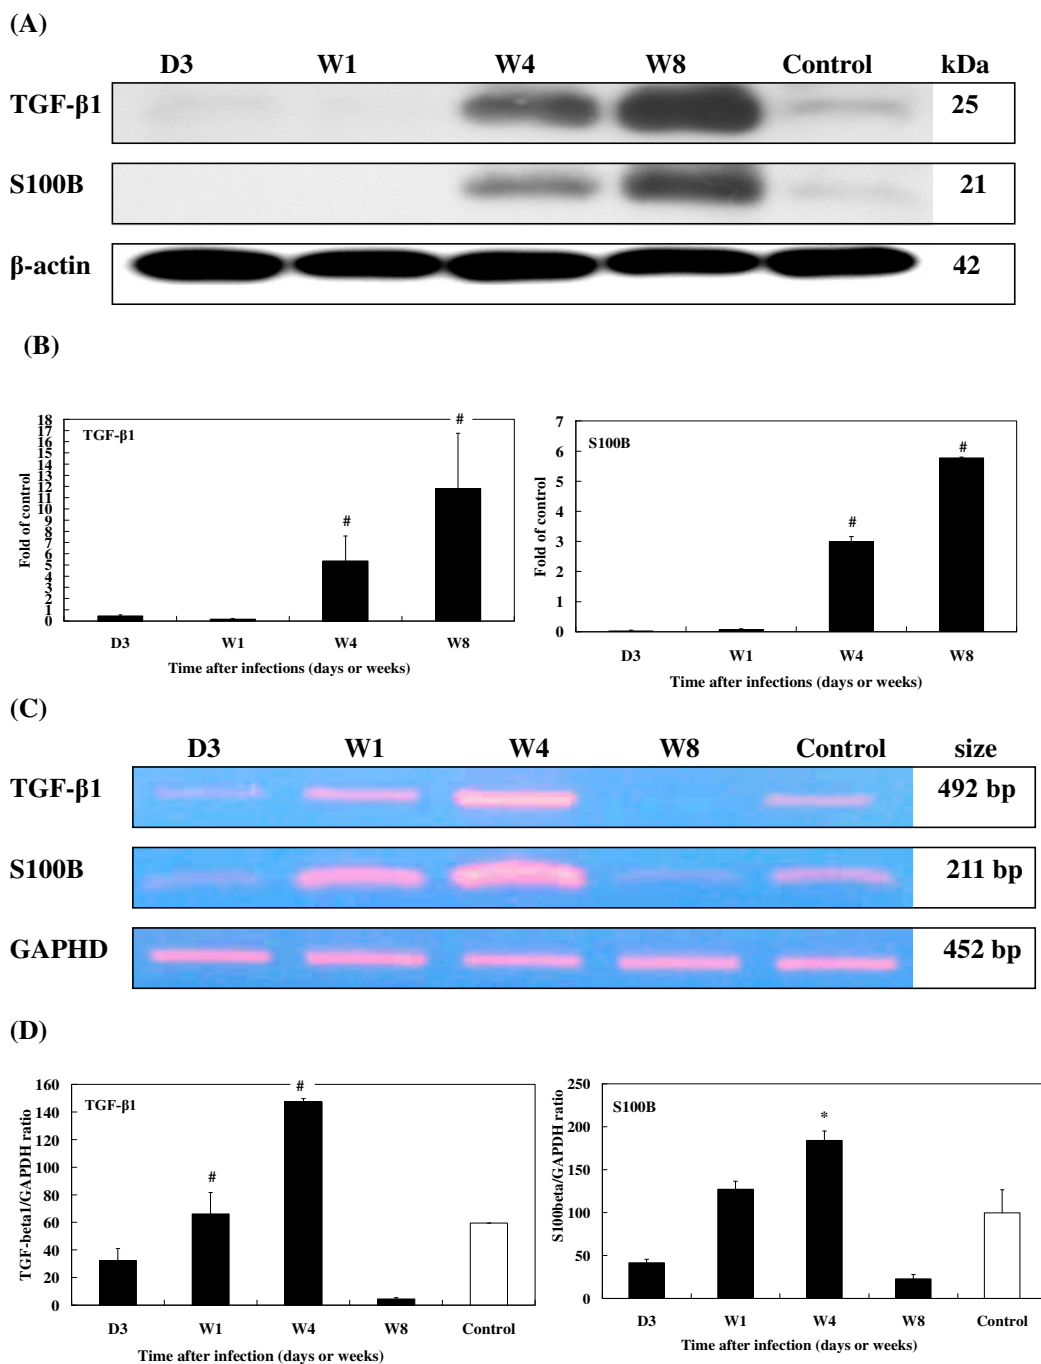 (A)
D3 W1 W4 W8 Control kDa
TGF-β1 25
S100B 21
β-actin 42
(B)
18
17
16
15
14
13
12
11
10
9
8
7
6
5
4
3
2
1
0
Fold of control
TGF-β1
# #
D3 W1 W4 W8
Time after infections (days or weeks)
7
6
5
4
3
2
1
0
Fold of control
S100B
# #
D3 W1 W4 W8
Time after infections (days or weeks)
(C)
D3 W1 W4 W8 Control size
TGF-β1 492 bp
S100B 211 bp
GAPHD 452 bp
(D)
160
140
120
100
80
60
40
20
0
TGF-beta1/GAPDH ratio
TGF-β1
# #
D3 W1 W4 W8 Control
Time after infection (days or weeks)
250
200
150
100
50
0
S100beta/GAPDH ratio
S100B
*
D3 W1 W4 W8 Control
Time after infection (days or weeks)